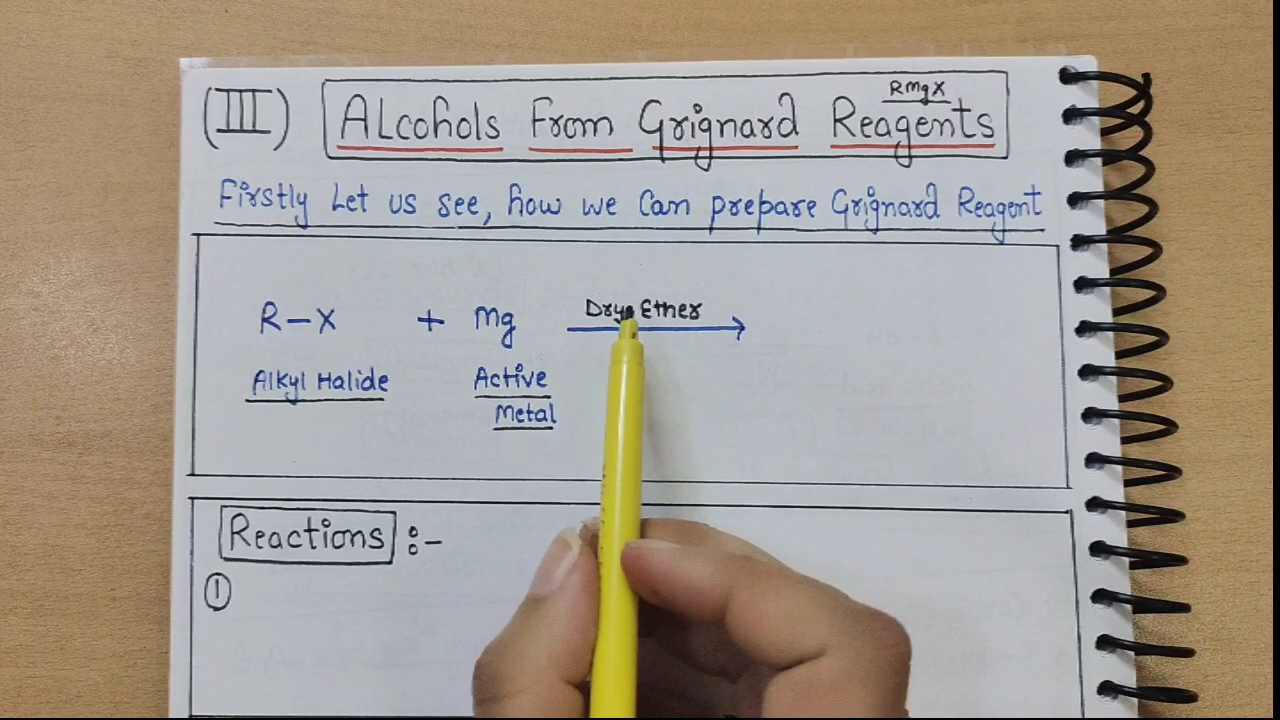 (III) Alcohols From Grignard Reagents
RMgX
Firstly Let us see, how we Can prepare Grignard Reagent
R-X + Mg Dry Ether
Alkyl Halide Active
Metal
Reactions :-
①